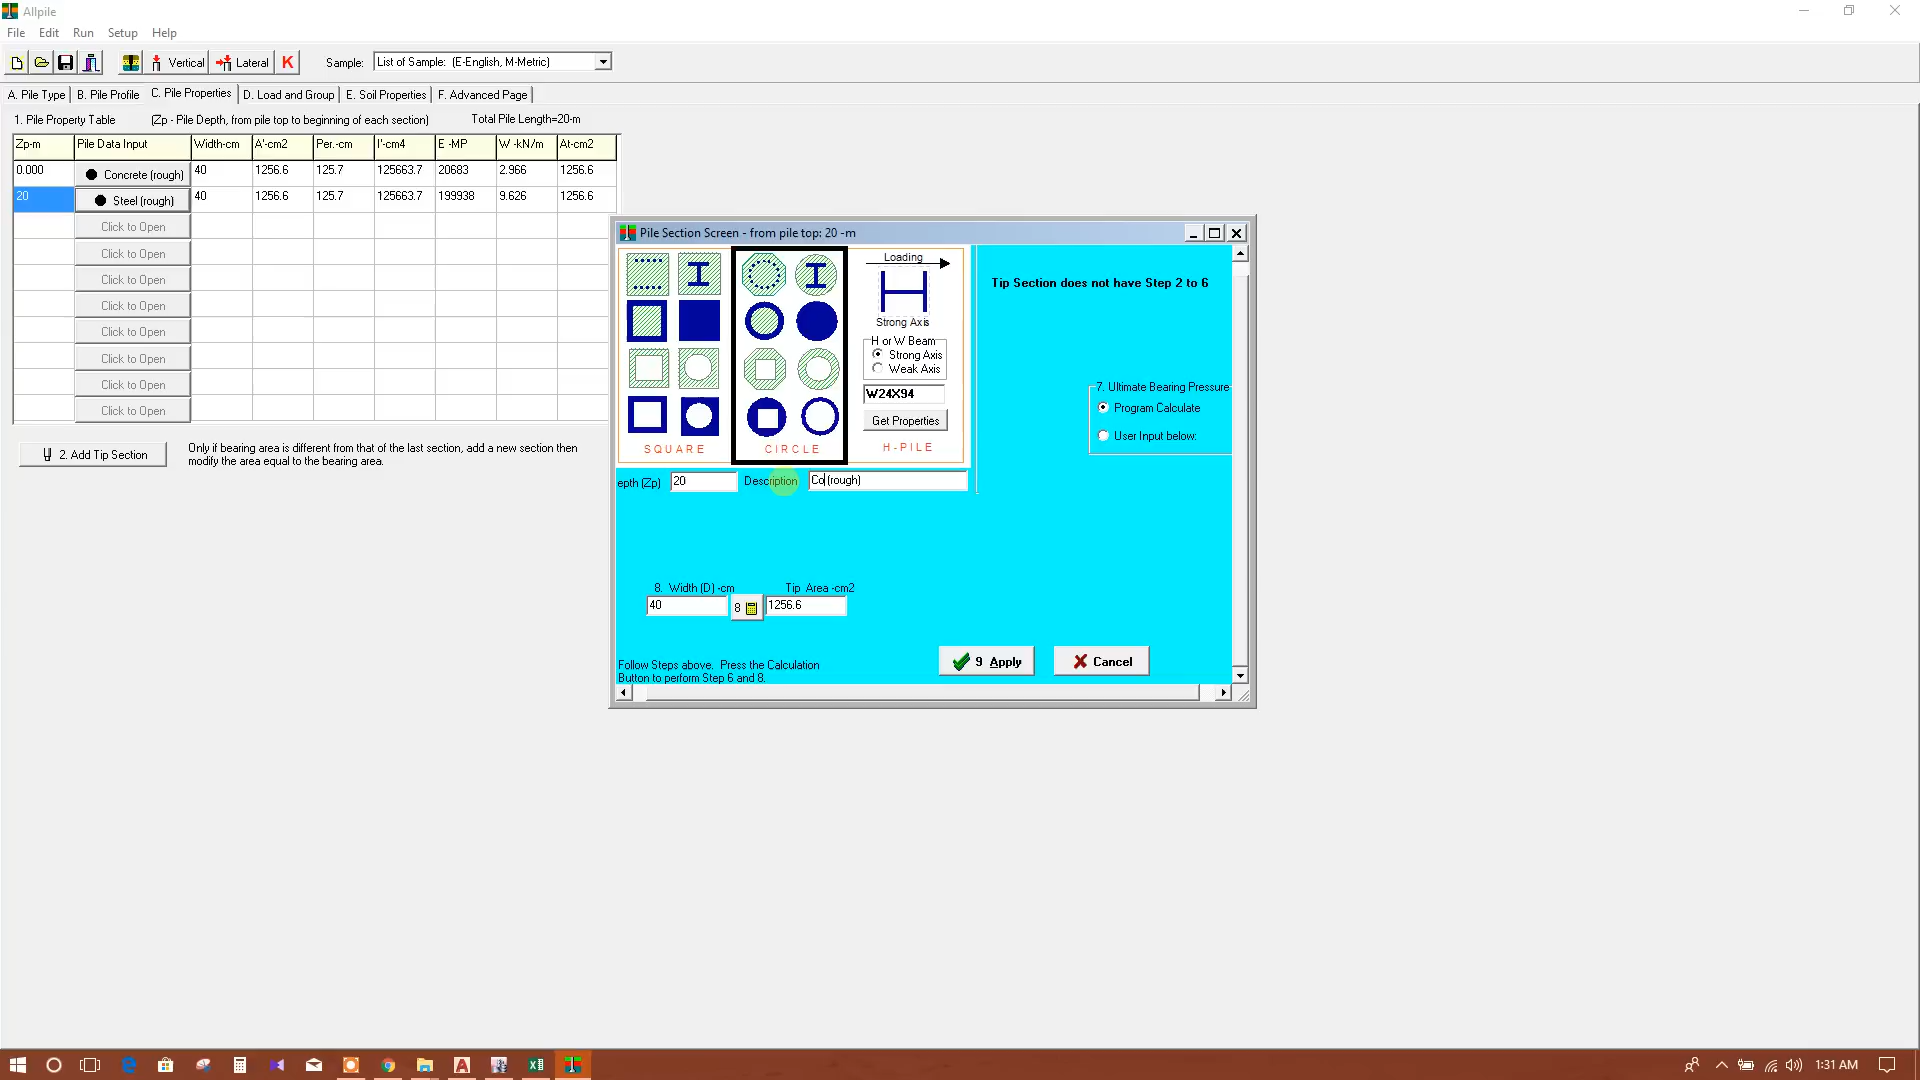 Allpile
File Edit Run Setup Help
Vertical Lateral K Sample: List of Sample: (E-English, M-Metric)
A. Pile Type B. Pile Profile C. Pile Properties D. Load and Group E. Soil Properties F. Advanced Page
1. Pile Property Table (Zp - Pile Depth, from pile top to beginning of each section) Total Pile Length=20-m
Zp-m Pile Data Input Width-cm A'-cm2 Per.-cm I'-cm4 E -MP W -kN/m At-cm2
0.000 Concrete (rough) 40 1256.6 125.7 125663.7 20683 2.966 1256.6
20 Steel (rough) 40 1256.6 125.7 125663.7 199938 9.626 1256.6
Click to Open
Click to Open
Click to Open
Click to Open
Click to Open
Click to Open
Click to Open
Click to Open
2. Add Tip Section
Only if bearing area is different from that of the last section, add a new section then
modify the area equal to the bearing area.
Pile Section Screen - from pile top: 20 -m
Loading
Strong Axis
H or W Beam
Strong Axis
Weak Axis
W24X94
Get Properties
SQUARE CIRCLE H-PILE
Tip Section does not have Step 2 to 6
7. Ultimate Bearing Pressure
Program Calculate
User Input below:
epth (Zp) 20 Description Co(rough)
8. Width (D) -cm Tip Area -cm2
40 8 1256.6
Follow Steps above. Press the Calculation
Button to perform Step 6 and 8.
9 Apply Cancel
1:31 AM